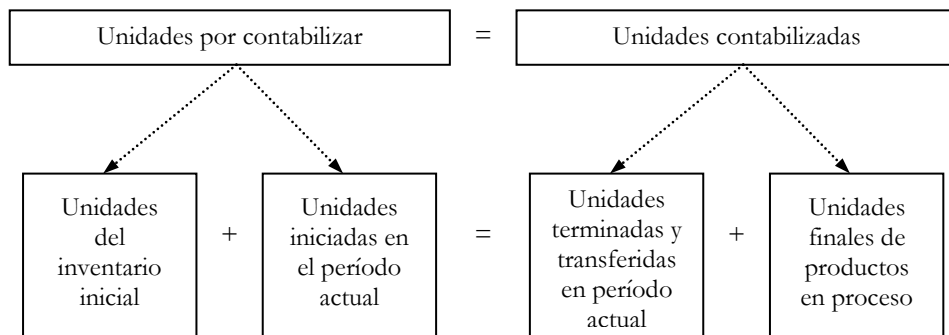 Unidades por contabilizar = Unidades contabilizadas
Unidades
del
inventario
inicial
+
Unidades
iniciadas en
el período
actual
=
Unidades
terminadas y
transferidas
en período
actual
+
Unidades
finales de
productos
en proceso